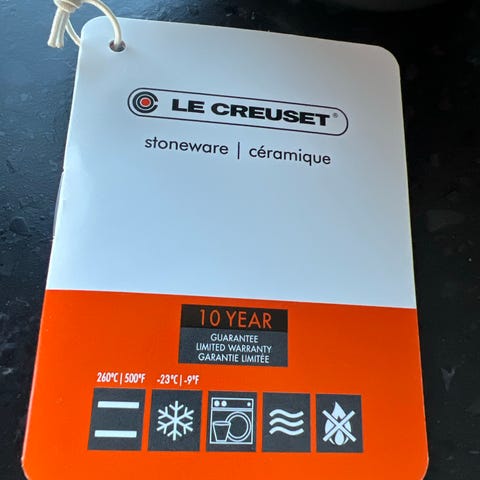 LE CREUSET®
stoneware | céramique
10 YEAR
GUARANTEE
LIMITED WARRANTY
GARANTIE LIMITÉE
260°C | 500°F -23°C | -9°F